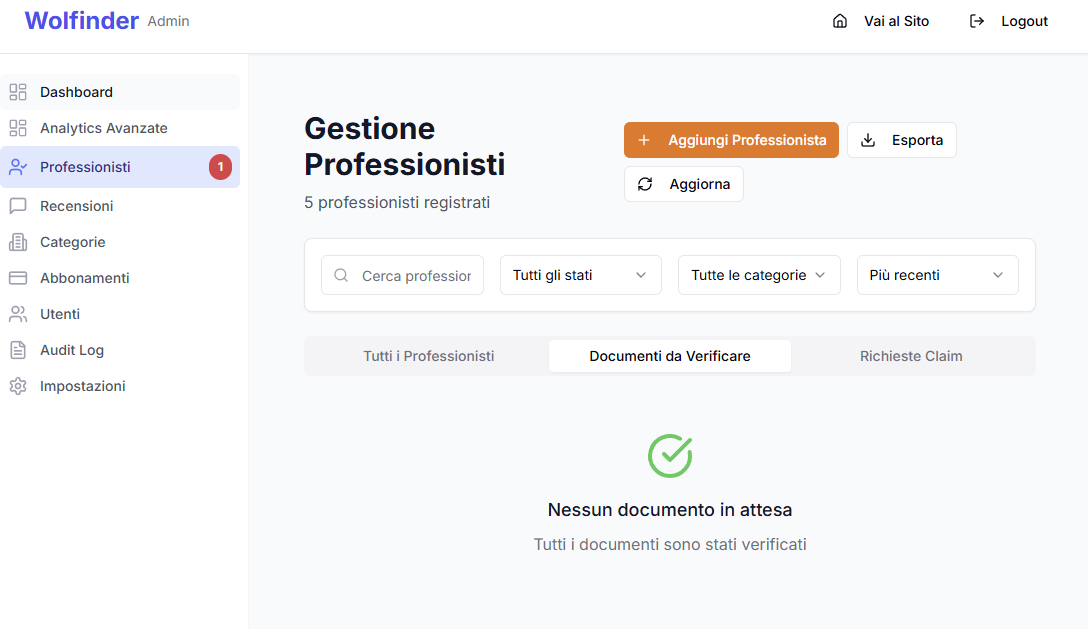 Wolfinder Admin
Vai al Sito
Logout
Dashboard
Analytics Avanzate
Professionisti 1
Recensioni
Categorie
Abbonamenti
Utenti
Audit Log
Impostazioni
Gestione
Professionisti
5 professionisti registrati
Aggiungi Professionista
Esporta
Aggiorna
Cerca profession
Tutti gli stati
Tutte le categorie
Più recenti
Tutti i Professionisti
Documenti da Verificare
Richieste Claim
Nessun documento in attesa
Tutti i documenti sono stati verificati